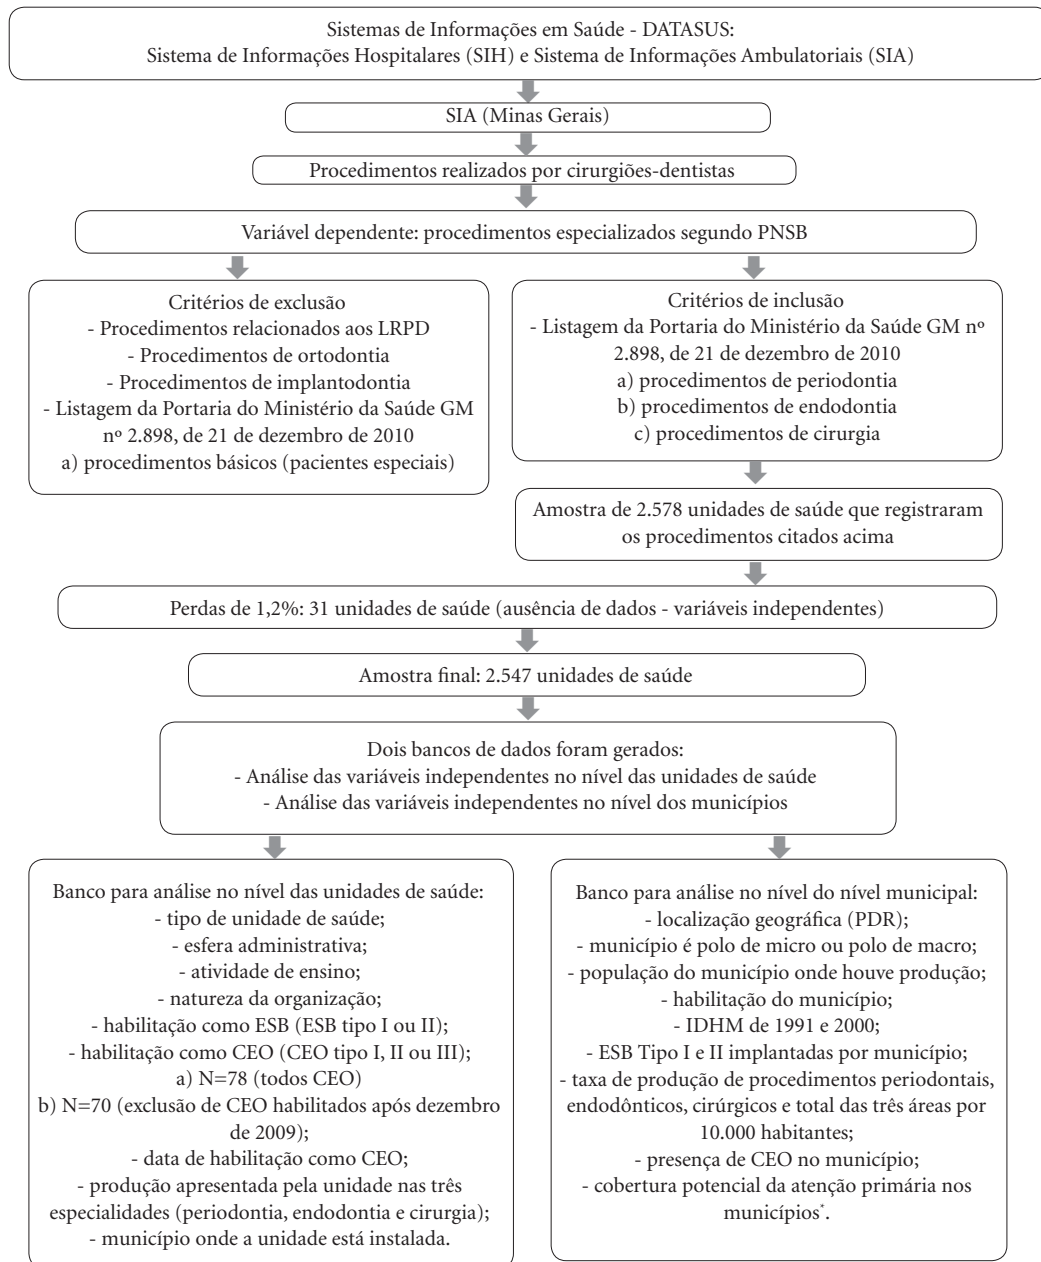 Sistemas de Informações em Saúde - DATASUS:
Sistema de Informações Hospitalares (SIH) e Sistema de Informações Ambulatoriais (SIA)
SIA (Minas Gerais)
Procedimentos realizados por cirurgiões-dentistas
Variável dependente: procedimentos especializados segundo PNSB
Critérios de exclusão
- Procedimentos relacionados aos LRPD
- Procedimentos de ortodontia
- Procedimentos de implantodontia
- Listagem da Portaria do Ministério da Saúde GM
nº 2.898, de 21 de dezembro de 2010
a) procedimentos básicos (pacientes especiais)
Critérios de inclusão
- Listagem da Portaria do Ministério da Saúde GM nº
2.898, de 21 de dezembro de 2010
a) procedimentos de periodontia
b) procedimentos de endodontia
c) procedimentos de cirurgia
Amostra de 2.578 unidades de saúde que registraram
os procedimentos citados acima
Perdas de 1,2%: 31 unidades de saúde (ausência de dados - variáveis independentes)
Amostra final: 2.547 unidades de saúde
Dois bancos de dados foram gerados:
- Análise das variáveis independentes no nível das unidades de saúde
- Análise das variáveis independentes no nível dos municípios
Banco para análise no nível das unidades de saúde:
- tipo de unidade de saúde;
- esfera administrativa;
- atividade de ensino;
- natureza da organização;
- habilitação como ESB (ESB tipo I ou II);
- habilitação como CEO (CEO tipo I, II ou III);
a) N=78 (todos CEO)
b) N=70 (exclusão de CEO habilitados após dezembro
de 2009);
- data de habilitação como CEO;
- produção apresentada pela unidade nas três
especialidades (periodontia, endodontia e cirurgia);
- município onde a unidade está instalada.
Banco para análise no nível do nível municipal:
- localização geográfica (PDR);
- município é polo de micro ou polo de macro;
- população do município onde houve produção;
- habilitação do município;
- IDHM de 1991 e 2000;
- ESB Tipo I e II implantadas por município;
- taxa de produção de procedimentos periodontais,
endodônticos, cirúrgicos e total das três áreas por
10.000 habitantes;
- presença de CEO no município;
- cobertura potencial da atenção primária nos
municípios*.